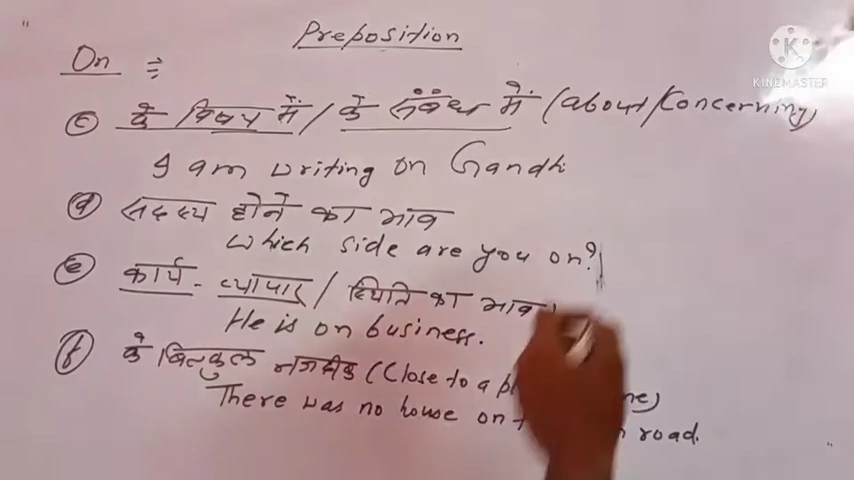 Preposition
On :-
(c) के विषय में / के संबंध में (about/Concerning)
I am writing on Gandhi
(d) सदस्य होने का भाव
which side are you on?
(e) कार्य - व्यापार / स्थिति का भाव
He is on business.
(f) के बिल्कुल नजदीक (Close to a
There was no house on road.
KINEMASTER